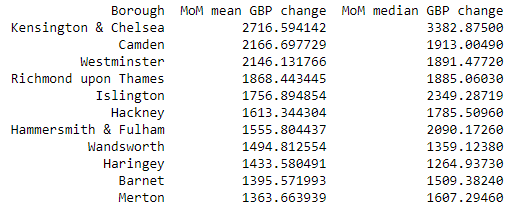 Borough MoM mean GBP change MoM median GBP change
Kensington & Chelsea 2716.594142 3382.87500
Camden 2166.697729 1913.00490
Westminster 2146.131766 1891.47720
Richmond upon Thames 1868.443445 1885.06030
Islington 1756.894854 2349.28719
Hackney 1613.344304 1785.50960
Hammersmith & Fulham 1555.804437 2090.17260
Wandsworth 1494.812554 1359.12380
Haringey 1433.580491 1264.93730
Barnet 1395.571993 1509.38240
Merton 1363.663939 1607.29460